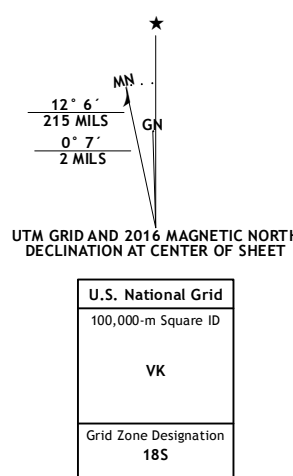 ★
MN
12° 6´
215 MILS
GN
0° 7´
2 MILS
UTM GRID AND 2016 MAGNETIC NORTH
DECLINATION AT CENTER OF SHEET
U.S. National Grid
100,000-m Square ID
VK
Grid Zone Designation
18S